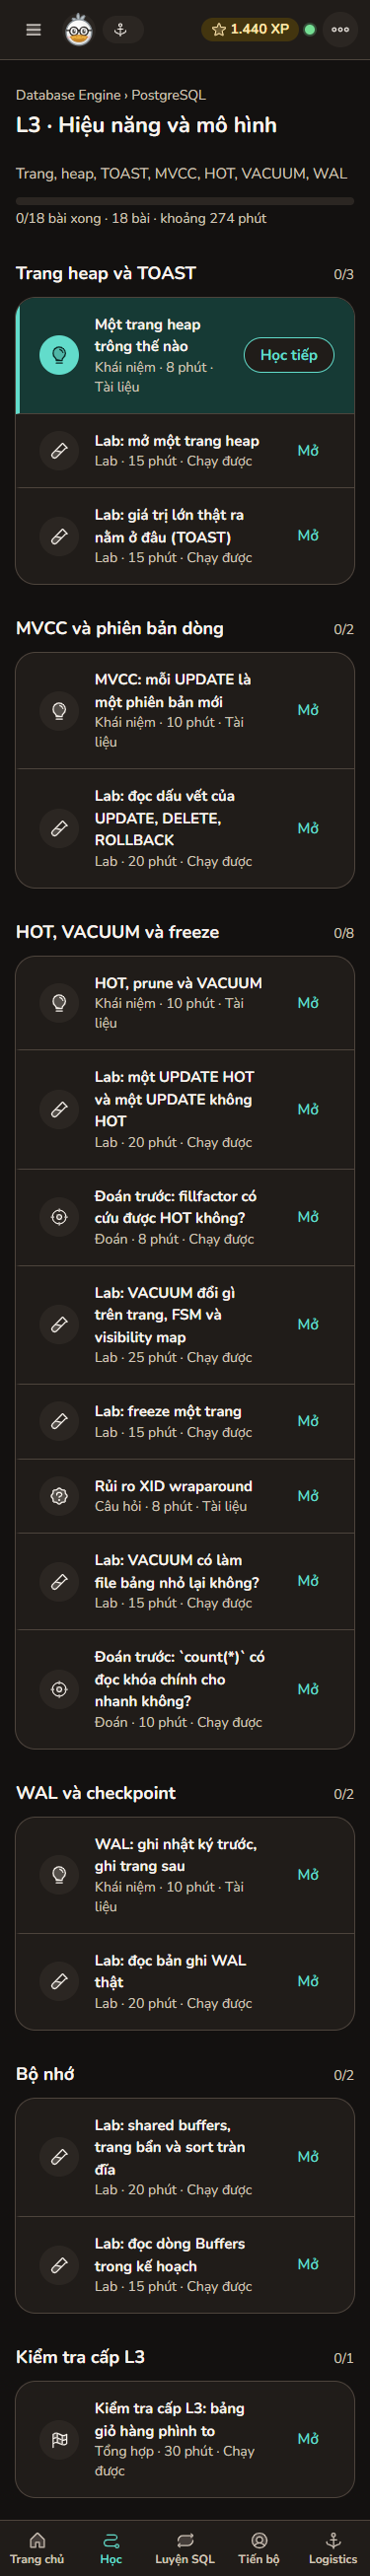 1.440 XP
Database Engine › PostgreSQL
L3 · Hiệu năng và mô hình
Trang, heap, TOAST, MVCC, HOT, VACUUM, WAL
0/18 bài xong · 18 bài · khoảng 274 phút
Trang heap và TOAST 0/3
Một trang heap
trông thế nào
Khái niệm · 8 phút ·
Tài liệu
Học tiếp
Lab: mở một trang heap
Lab · 15 phút · Chạy được
Mở
Lab: giá trị lớn thật ra
nằm ở đâu (TOAST)
Lab · 15 phút · Chạy được
Mở
MVCC và phiên bản dòng 0/2
MVCC: mỗi UPDATE là
một phiên bản mới
Khái niệm · 10 phút · Tài
liệu
Mở
Lab: đọc dấu vết của
UPDATE, DELETE,
ROLLBACK
Lab · 20 phút · Chạy được
Mở
HOT, VACUUM và freeze 0/8
HOT, prune và VACUUM
Khái niệm · 10 phút · Tài
liệu
Mở
Lab: một UPDATE HOT
và một UPDATE không
HOT
Lab · 20 phút · Chạy được
Mở
Đoán trước: fillfactor có
cứu được HOT không?
Đoán · 8 phút · Chạy được
Mở
Lab: VACUUM đổi gì
trên trang, FSM và
visibility map
Lab · 25 phút · Chạy được
Mở
Lab: freeze một trang
Lab · 15 phút · Chạy được
Mở
Rủi ro XID wraparound
Câu hỏi · 8 phút · Tài liệu
Mở
Lab: VACUUM có làm
file bảng nhỏ lại không?
Lab · 15 phút · Chạy được
Mở
Đoán trước: `count(*)` có
đọc khóa chính cho
nhanh không?
Đoán · 10 phút · Chạy được
Mở
WAL và checkpoint 0/2
WAL: ghi nhật ký trước,
ghi trang sau
Khái niệm · 10 phút · Tài
liệu
Mở
Lab: đọc bản ghi WAL
thật
Lab · 20 phút · Chạy được
Mở
Bộ nhớ 0/2
Lab: shared buffers,
trang bẩn và sort tràn
đĩa
Lab · 20 phút · Chạy được
Mở
Lab: đọc dòng Buffers
trong kế hoạch
Lab · 15 phút · Chạy được
Mở
Kiểm tra cấp L3 0/1
Kiểm tra cấp L3: bảng
giỏ hàng phình to
Tổng hợp · 30 phút · Chạy
được
Mở
Trang chủ
Học
Luyện SQL
Tiến bộ
Logistics